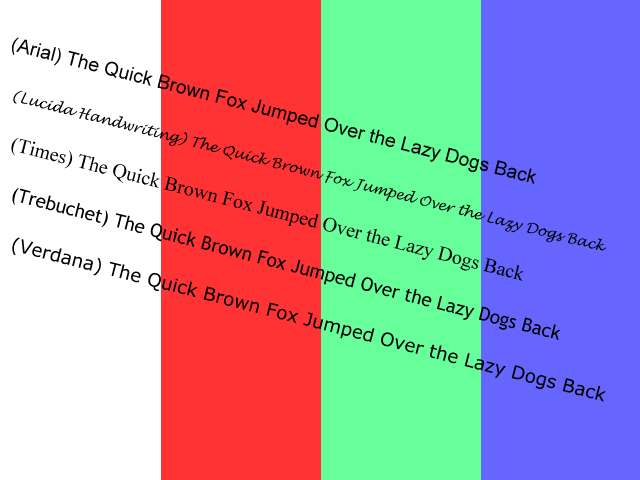 (Arial) The Quick Brown Fox Jumped Over the Lazy Dogs Back
(Lucida Handwriting) The Quick Brown Fox Jumped Over the Lazy Dogs Back
(Times) The Quick Brown Fox Jumped Over the Lazy Dogs Back
(Trebuchet) The Quick Brown Fox Jumped Over the Lazy Dogs Back
(Verdana) The Quick Brown Fox Jumped Over the Lazy Dogs Back